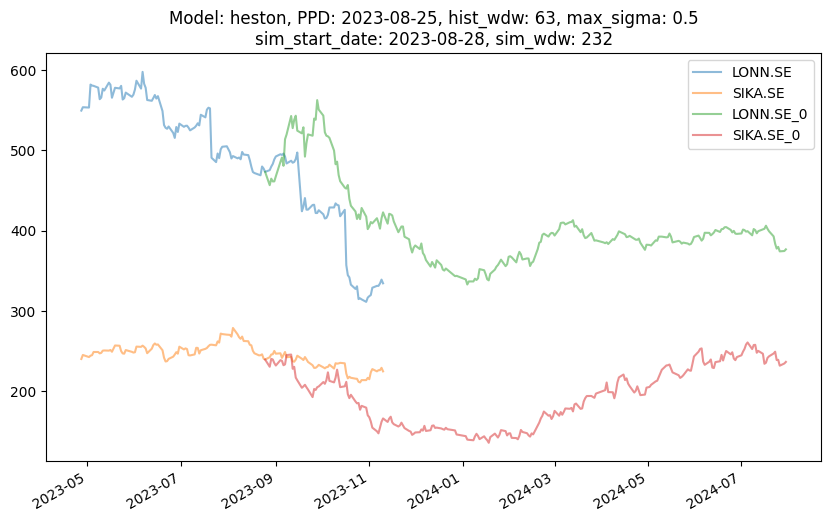 Model: heston, PPD: 2023-08-25, hist_wdw: 63, max_sigma: 0.5
sim_start_date: 2023-08-28, sim_wdw: 232
LONN.SE
SIKA.SE
LONN.SE_0
SIKA.SE_0
600
500
400
300
200
2023-05
2023-07
2023-09
2023-11
2024-01
2024-03
2024-05
2024-07